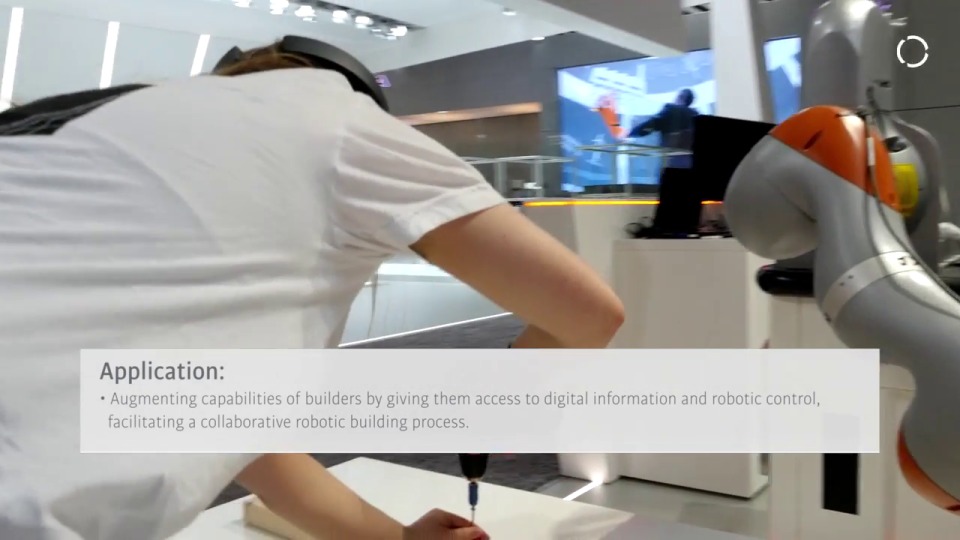 Application:
• Augmenting capabilities of builders by giving them access to digital information and robotic control,
facilitating a collaborative robotic building process.